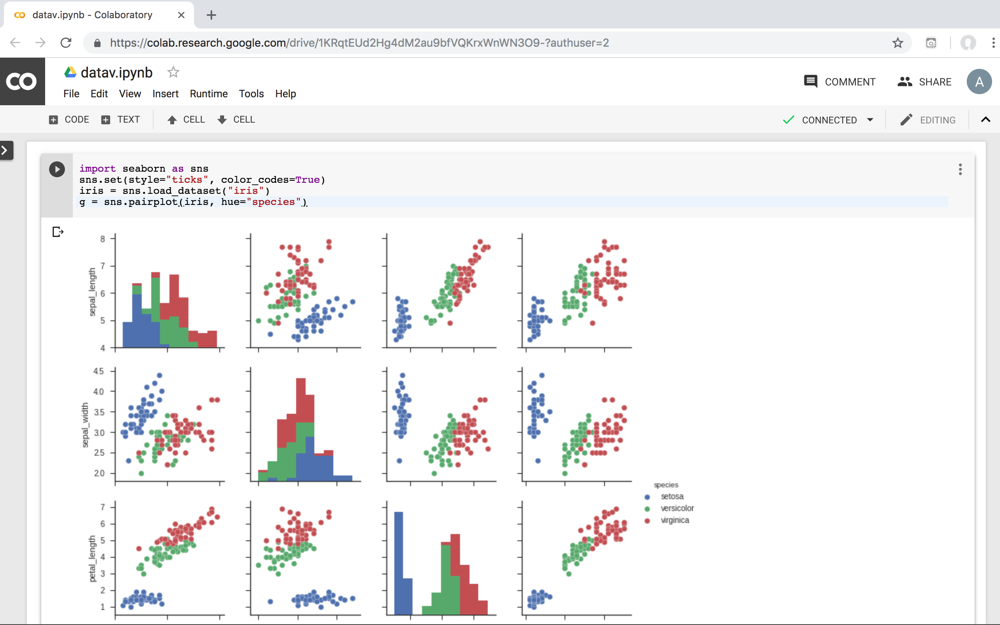 datav.ipynb - Colaboratory
https://colab.research.google.com/drive/1KRqtEUd2Hg4dM2au9bfVQKrxWnWN3O9-?authuser=2
datav.ipynb
COMMENT SHARE A
File Edit View Insert Runtime Tools Help
CODE TEXT CELL CELL
CONNECTED EDITING
import seaborn as sns
sns.set(style="ticks", color_codes=True)
iris = sns.load_dataset("iris")
g = sns.pairplot(iris, hue="species")
sepal_length
8
7
6
5
4
sepal_width
4.5
4.0
3.5
3.0
2.5
2.0
petal_length
7
6
5
4
3
2
1
species
setosa
versicolor
virginica